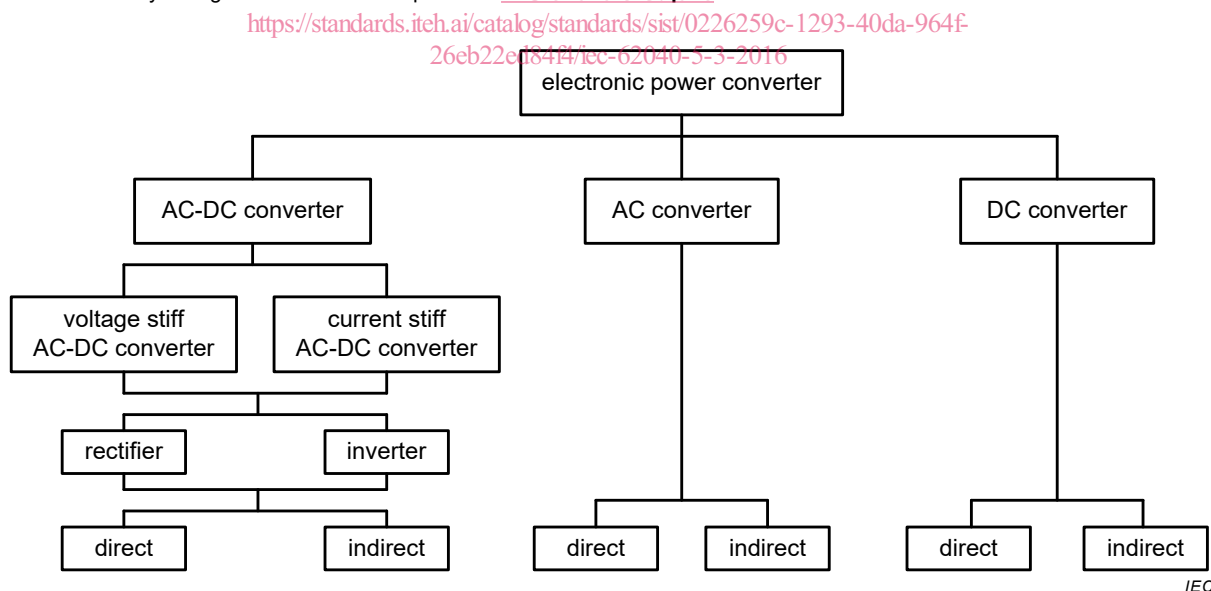 https://standards.iteh.ai/catalog/standards/sist/0226259c-1293-40da-964f-
26eb22ed84f4/iec-62040-5-3-2016
electronic power converter
AC-DC converter
AC converter
DC converter
voltage stiff
AC-DC converter
current stiff
AC-DC converter
rectifier
inverter
direct
indirect
direct
indirect
direct
indirect
IEC